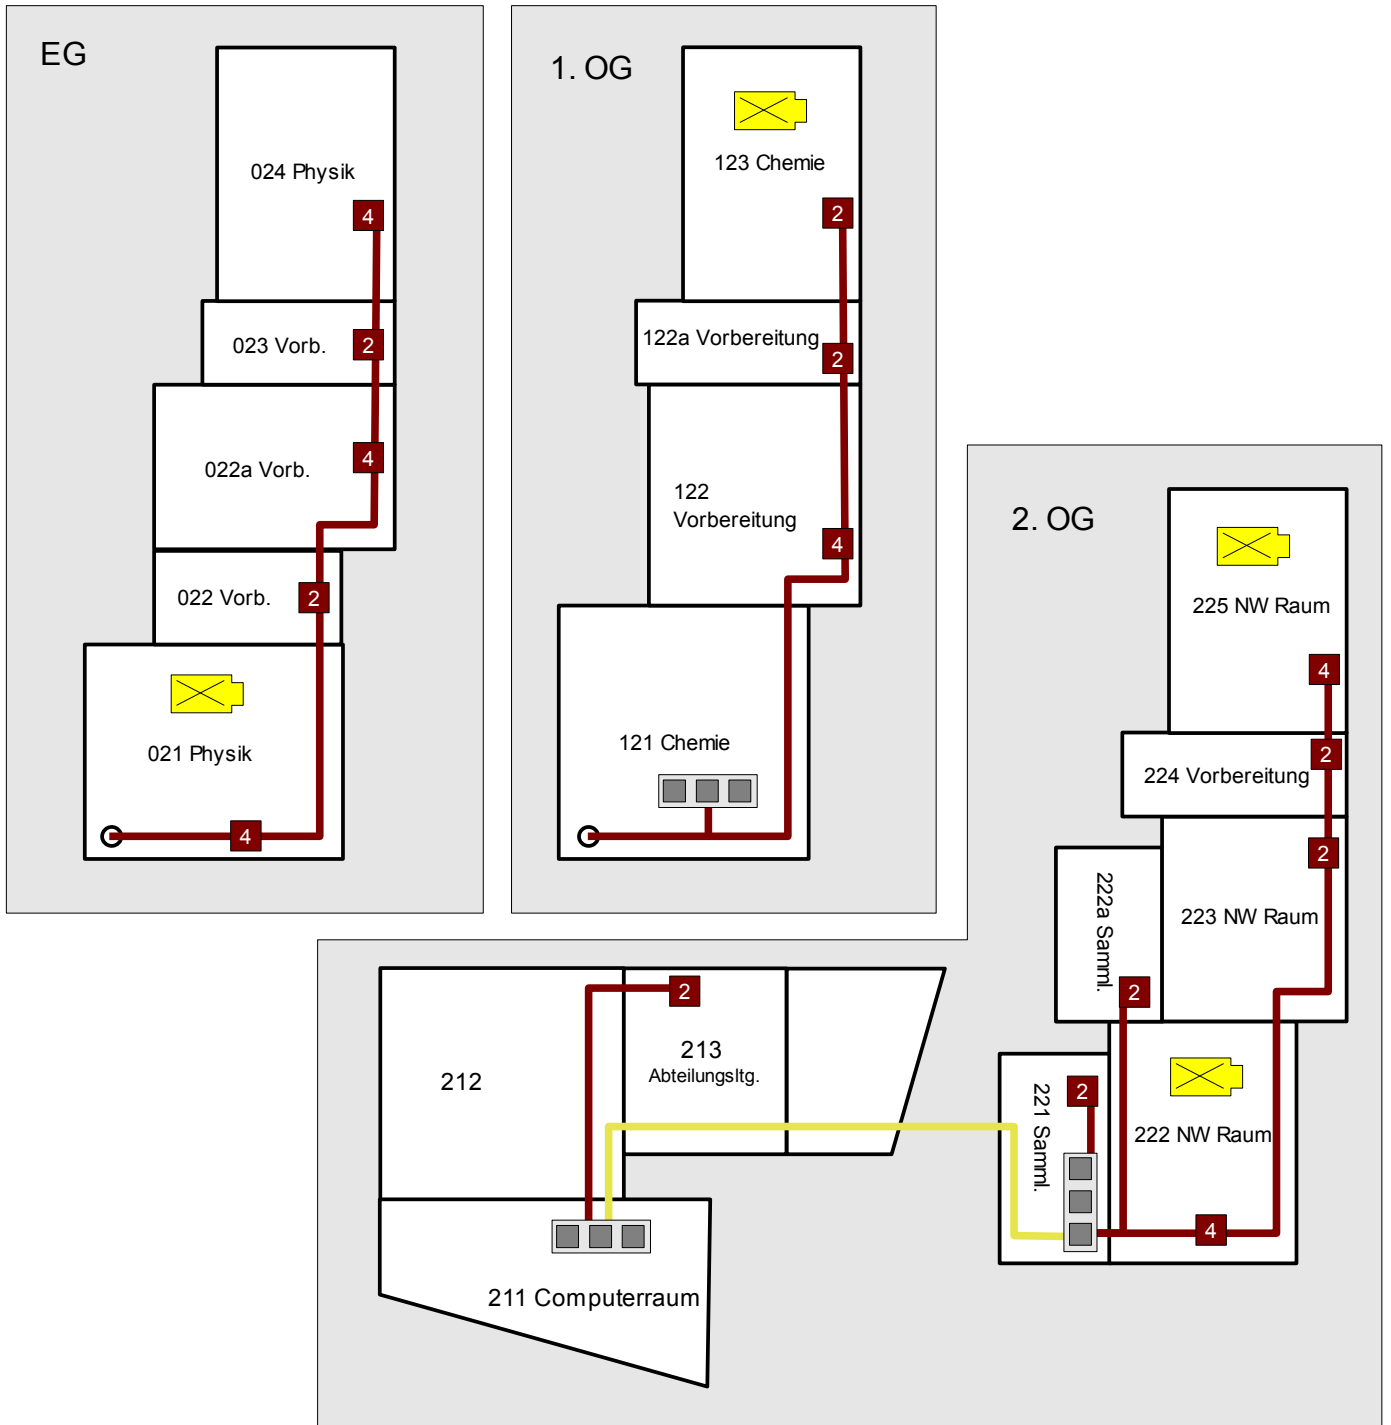 EG
024 Physik
4
2
023 Vorb.
4
022a Vorb.
2
022 Vorb.
021 Physik
4
1. OG
123 Chemie
2
122a Vorbereitung
2
122
Vorbereitung
4
121 Chemie
2. OG
225 NW Raum
4
2
224 Vorbereitung
2
222a Samml.
223 NW Raum
2
2
213
Abteilungsltg.
212
221 Samml.
2
222 NW Raum
4
211 Computerraum